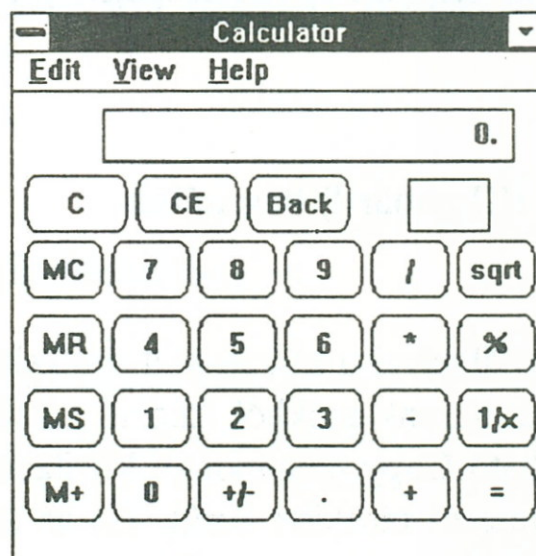 Calculator
Edit View Help
0.
C CE Back
MC 7 8 9 / sqrt
MR 4 5 6 * %
MS 1 2 3 - 1/x
M+ 0 +/- . + =